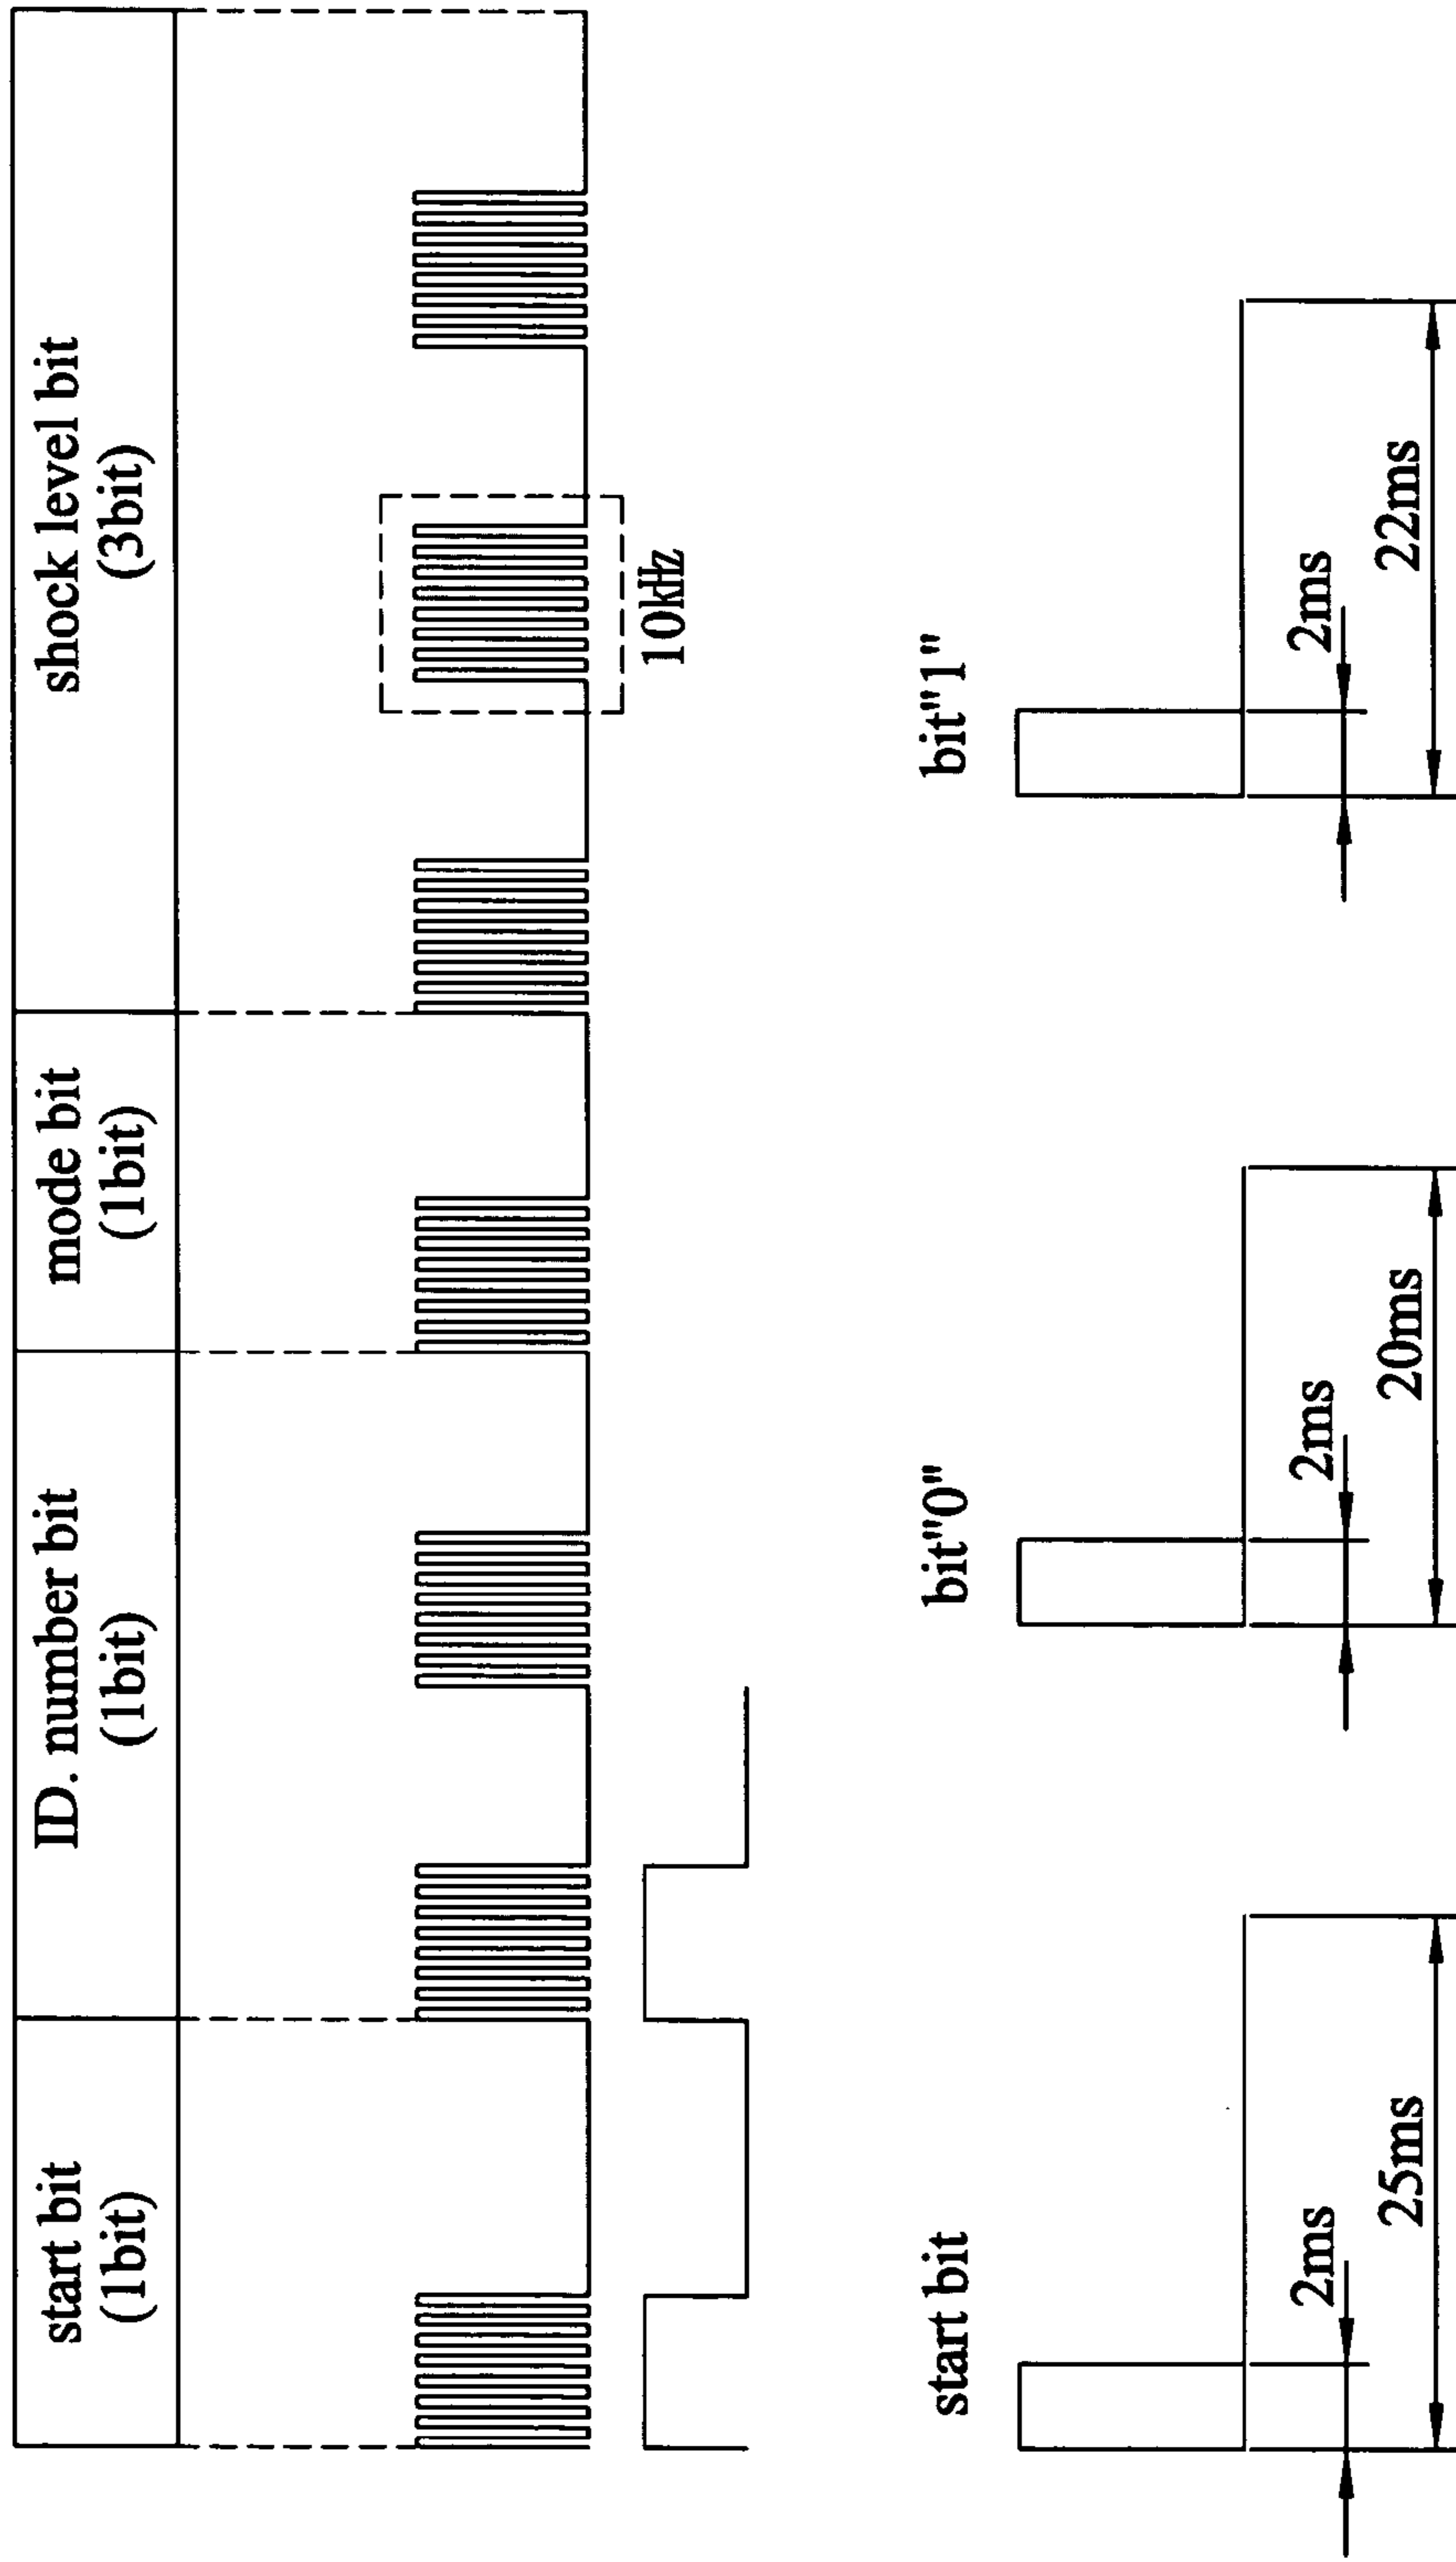 start bit
(1bit)
ID. number bit
(1bit)
mode bit
(1bit)
shock level bit
(3bit)
10kHz
start bit
2ms
25ms
bit"0"
2ms
20ms
bit"1"
2ms
22ms